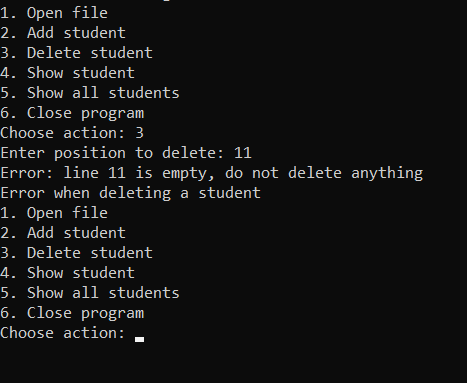 1. Open file
2. Add student
3. Delete student
4. Show student
5. Show all students
6. Close program
Choose action: 3
Enter position to delete: 11
Error: line 11 is empty, do not delete anything
Error when deleting a student
1. Open file
2. Add student
3. Delete student
4. Show student
5. Show all students
6. Close program
Choose action: